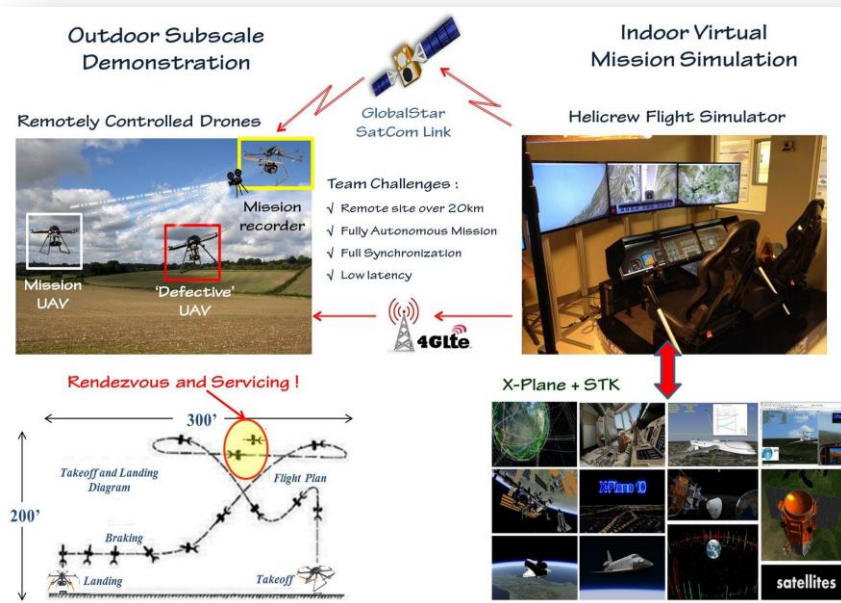 Outdoor Subscale
Demonstration
Indoor Virtual
Mission Simulation
GlobalStar
SatCom Link
Remotely Controlled Drones
Helicrew Flight Simulator
Mission
recorder
Mission
UAV
'Defective'
UAV
Team Challenges :
√ Remote site over 20km
√ Fully Autonomous Mission
√ Full Synchronization
√ Low latency
4GLte
Rendezvous and Servicing !
X-Plane + STK
300'
200'
Takeoff and Landing
Diagram
Flight Plan
Braking
Landing
Takeoff
X-Plane 10
satellites